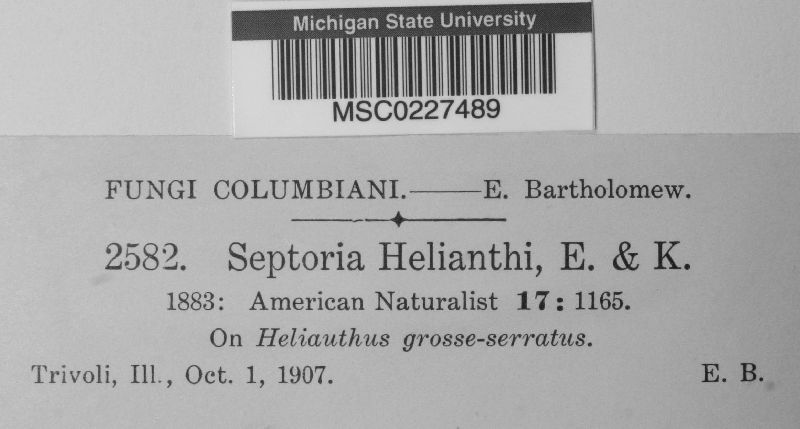 Michigan State University
MSC0227489
FUNGI COLUMBIANI.——E. Bartholomew.
2582. Septoria Helianthi, E. & K.
1883: American Naturalist 17: 1165.
On Heliauthus grosse-serratus.
Trivoli, Ill., Oct. 1, 1907. E. B.